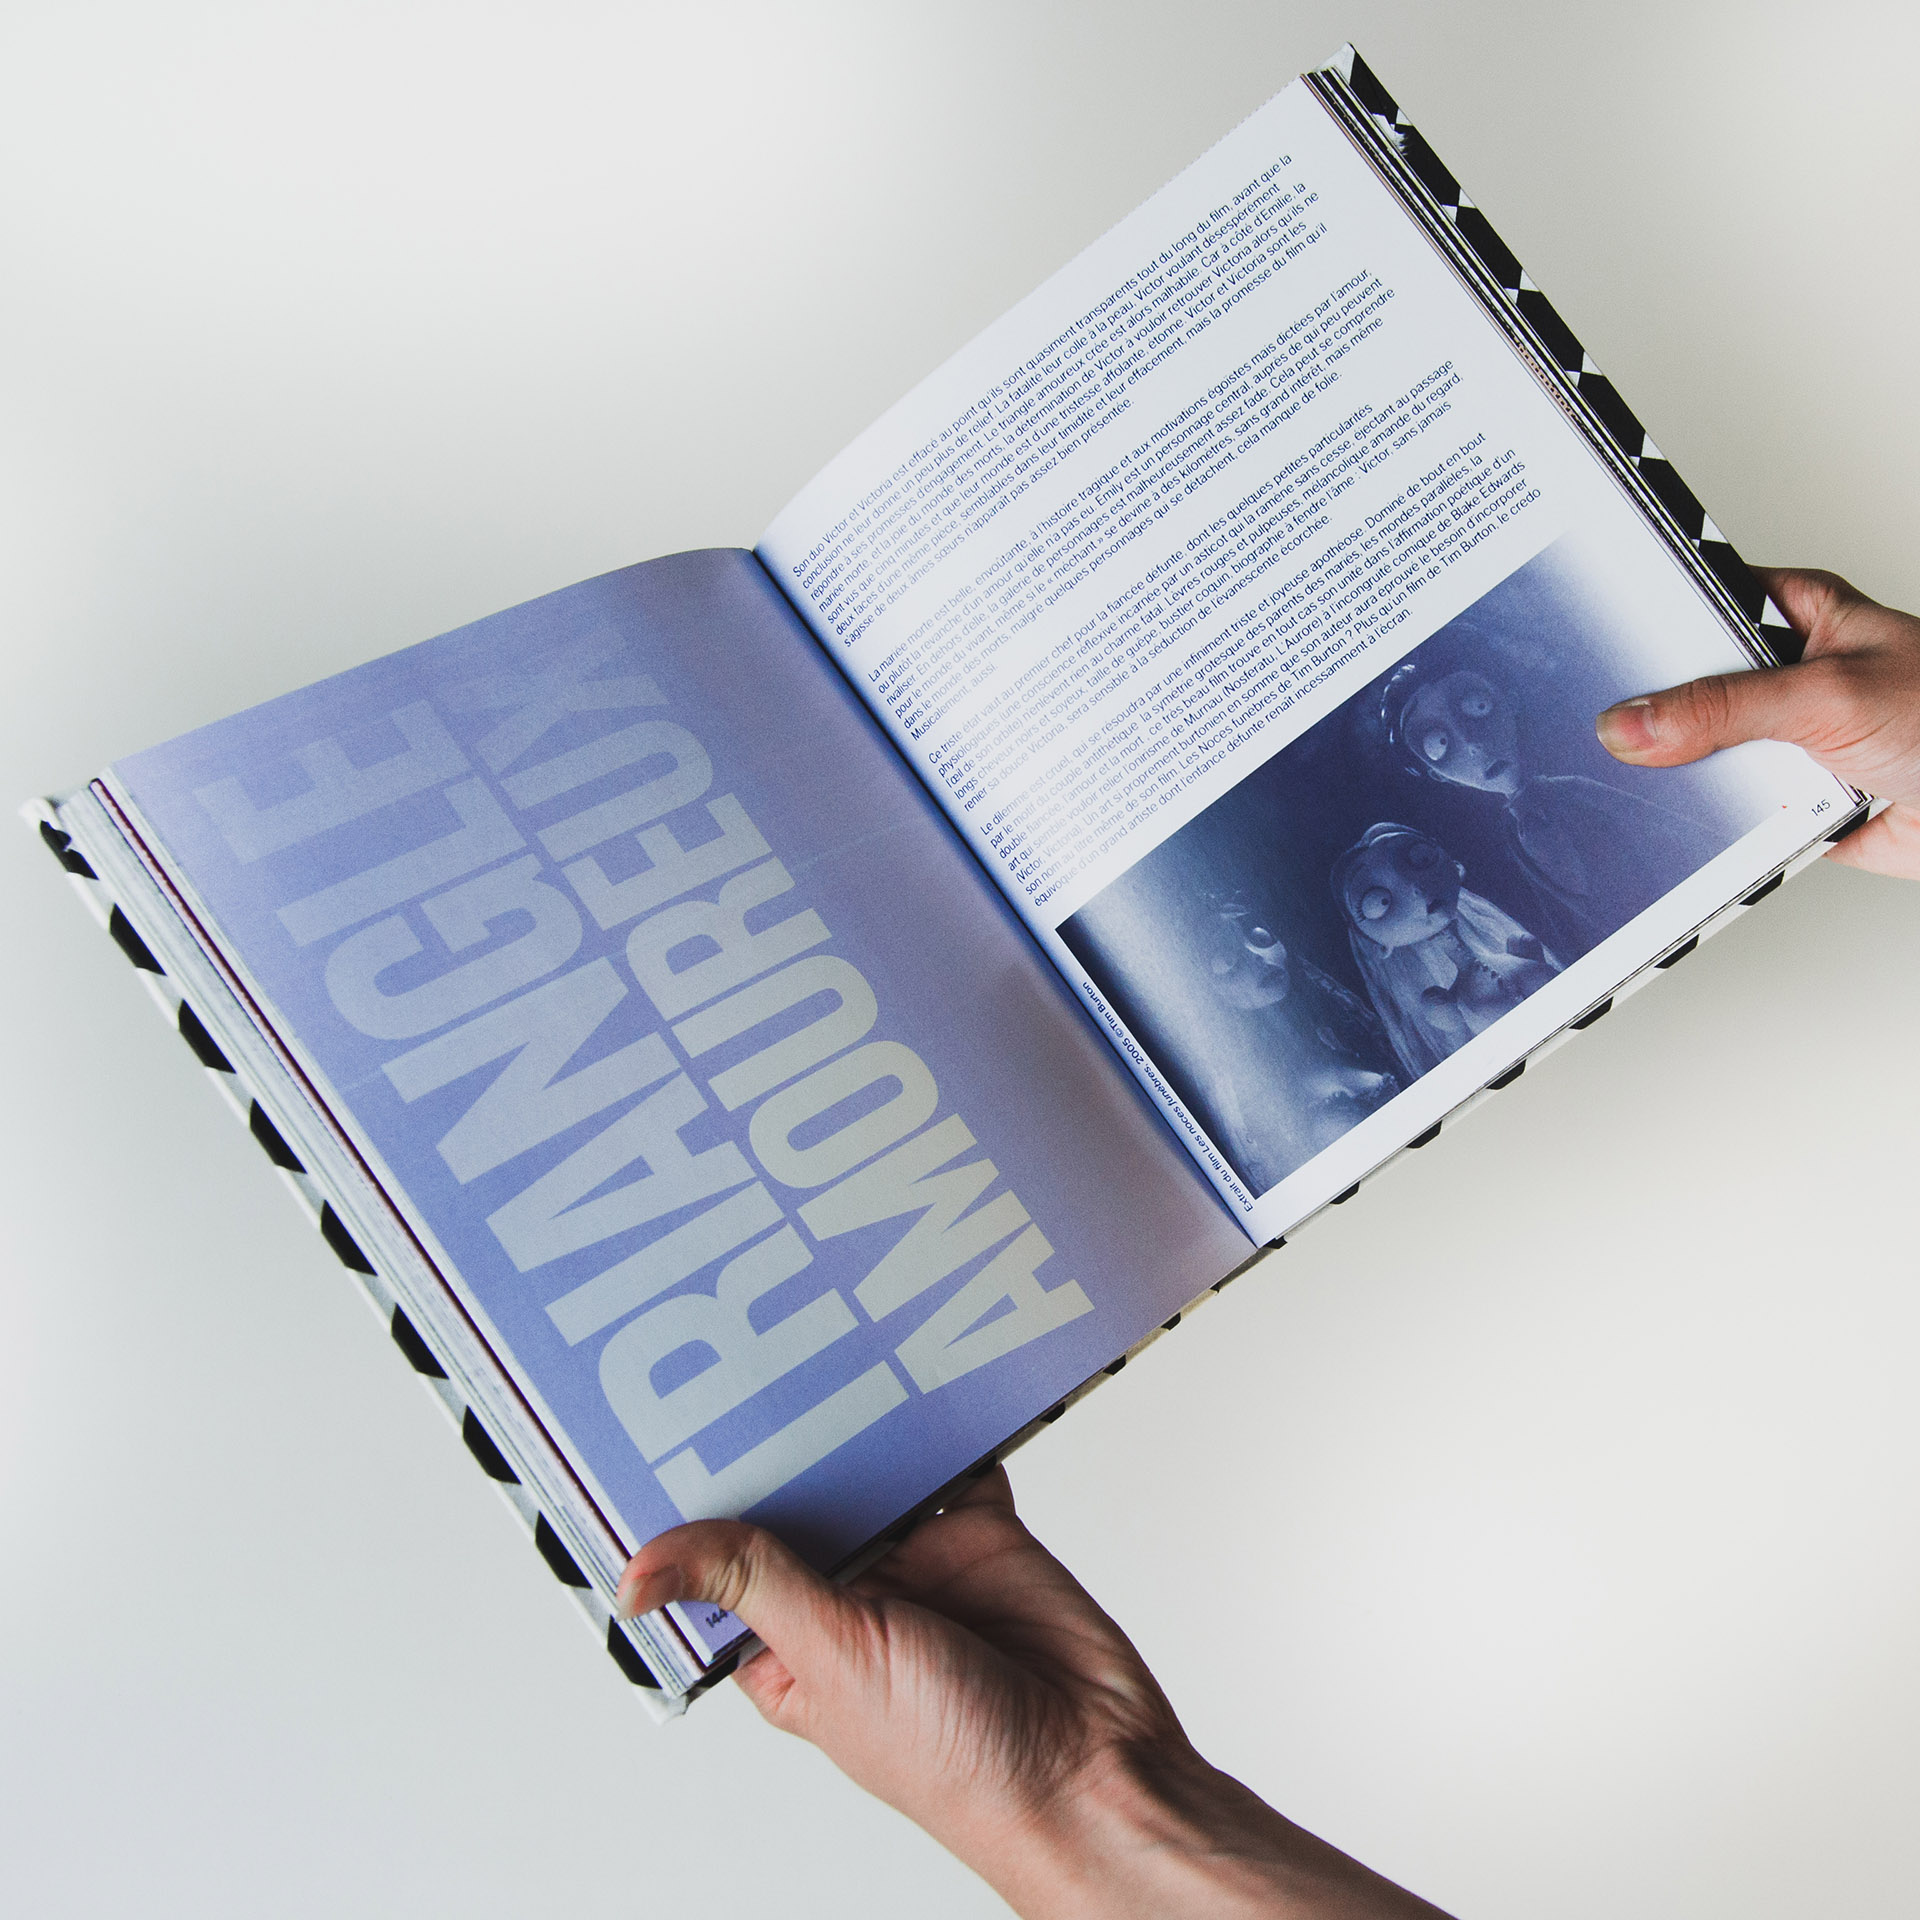 LE
TRIANGLE
AMOUREUX
144
Son duo Victor et Victoria est effacé au point qu'ils sont quasiment transparents tout du long du film, avant que la
conclusion ne leur donne un peu plus de relief. La fatalité leur colle à la peau, Victor voulant désespérément
répondre à ses promesses d'engagement. Le triangle amoureux crée est alors malhabile. Car à côté d'Emilie, la
mariée morte, et la joie du monde des morts, la détermination de Victor à vouloir retrouver Victoria alors qu'ils ne
sont vus que cinq minutes et que leur monde est d'une tristesse affolante, étonne. Victor et Victoria sont les
deux faces d'une même pièce, semblables dans leur timidité et leur effacement, mais la promesse du film qu'il
s'agisse de deux âmes sœurs n'apparaît pas assez bien présentée.
La mariée morte est belle, envoûtante, à l'histoire tragique et aux motivations égoïstes mais dictées par l'amour,
ou plutôt la revanche d'un amour qu'elle n'a pas eu. Emily est un personnage central, auprès de qui peu peuvent
rivaliser. En dehors d'elle, la galerie de personnages est malheureusement assez fade. Cela peut se comprendre
pour le monde du vivant, même si le « méchant » se devine à des kilomètres, sans grand intérêt, mais même
dans le monde des morts, malgré quelques personnages qui se détachent, cela manque de folie.
Musicalement, aussi.
Ce triste état vaut au premier chef pour la fiancée défunte, dont les quelques petites particularités
physiologiques (une conscience réflexive incarnée par un asticot qui la ramène sans cesse, éjectant au passage
l'œil de son orbite) n'enlèvent rien au charme fatal. Lèvres rouges et pulpeuses, mélancolique amande du regard,
longs cheveux noirs et soyeux, taille de guêpe, bustier coquin, biographie à fendre l'âme : Victor, sans jamais
renier sa douce Victoria, sera sensible à la séduction de l'évanescente écorchée.
Le dilemme est cruel, qui se résoudra par une infiniment triste et joyeuse apothéose. Dominé de bout en bout
par le motif du couple antithétique, la symétrie grotesque des parents des mariés, les mondes parallèles, la
double fiancée, l'amour et la mort, ce très beau film trouve en tout cas son unité dans l'affirmation poétique d'un
art qui semble vouloir relier l'onirisme de Murnau (Nosferatu, L'Aurore) à l'incongruité comique de Blake Edwards
(Victor, Victoria). Un art si proprement burtonien en somme que son auteur aura éprouvé le besoin d'incorporer
son nom au titre même de son film. Les Noces funèbres de Tim Burton ? Plus qu'un film de Tim Burton, le credo
équivoque d'un grand artiste dont l'enfance défunte renaît incessamment à l'écran.
Extrait du film Les noces funèbres, 2005 ©Tim Burton
145